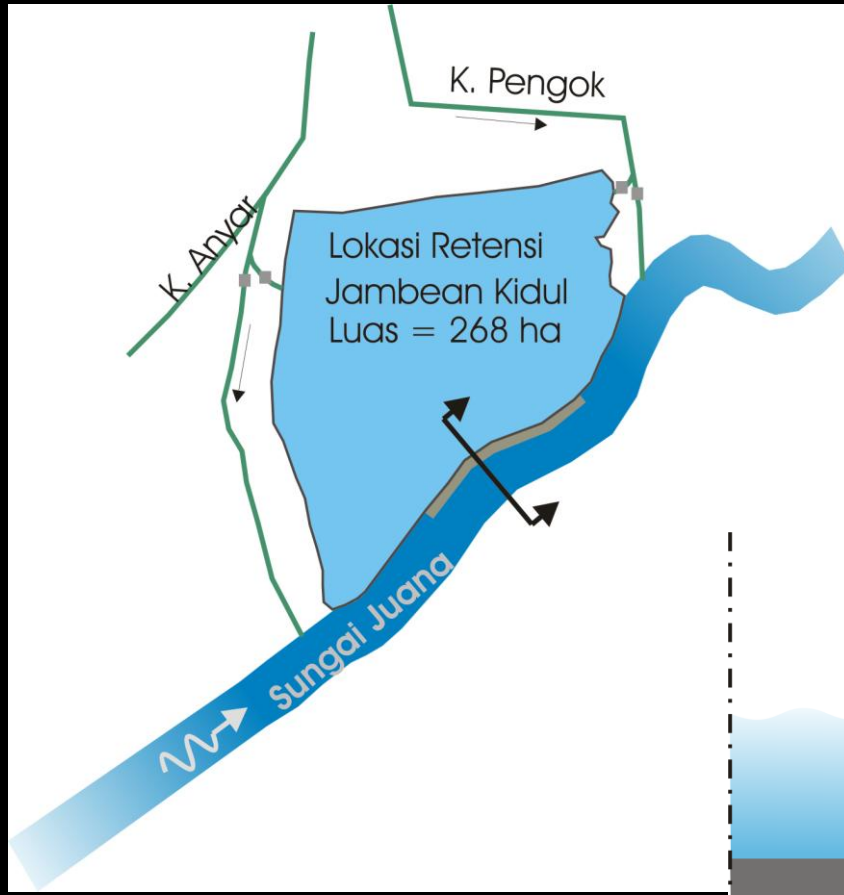 K. Pengok
K. Anyar
Lokasi Retensi
Jambean Kidul
Luas = 268 ha
Sungai Juana